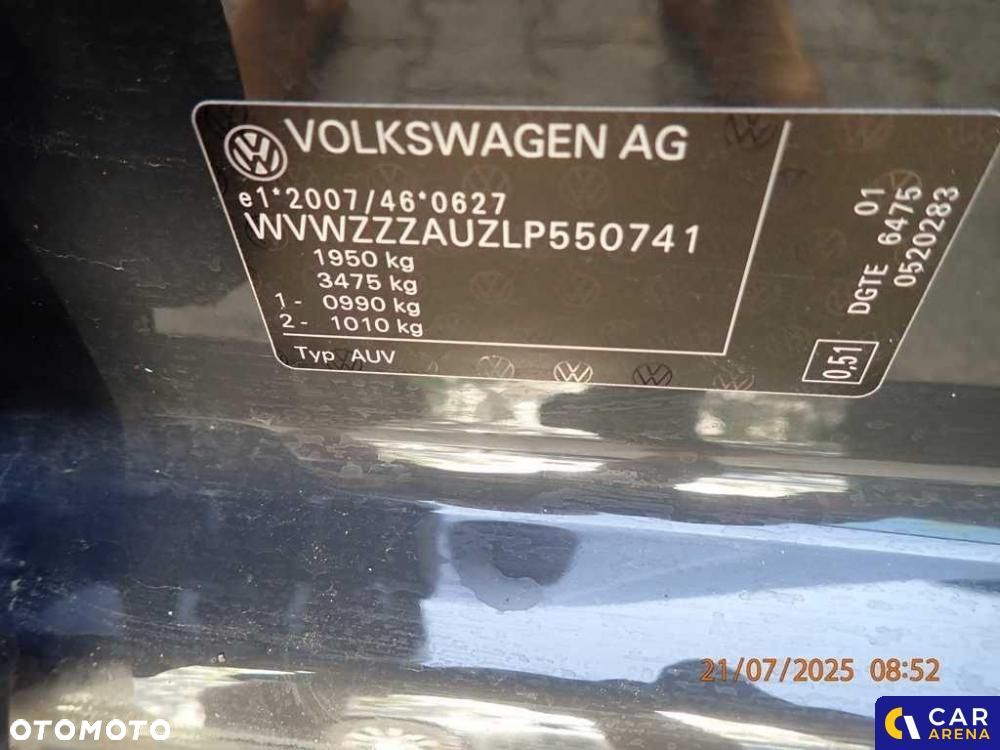 VOLKSWAGEN AG
e1*2007/46*0627
WVWZZZAUZLP550741
1950 kg
3475 kg
1- 0990 kg
2- 1010 kg
Typ AUV
01
DGTE 6475
0520283
0,51
21/07/2025 08:52
OTOMOTO
CAR
ARENA